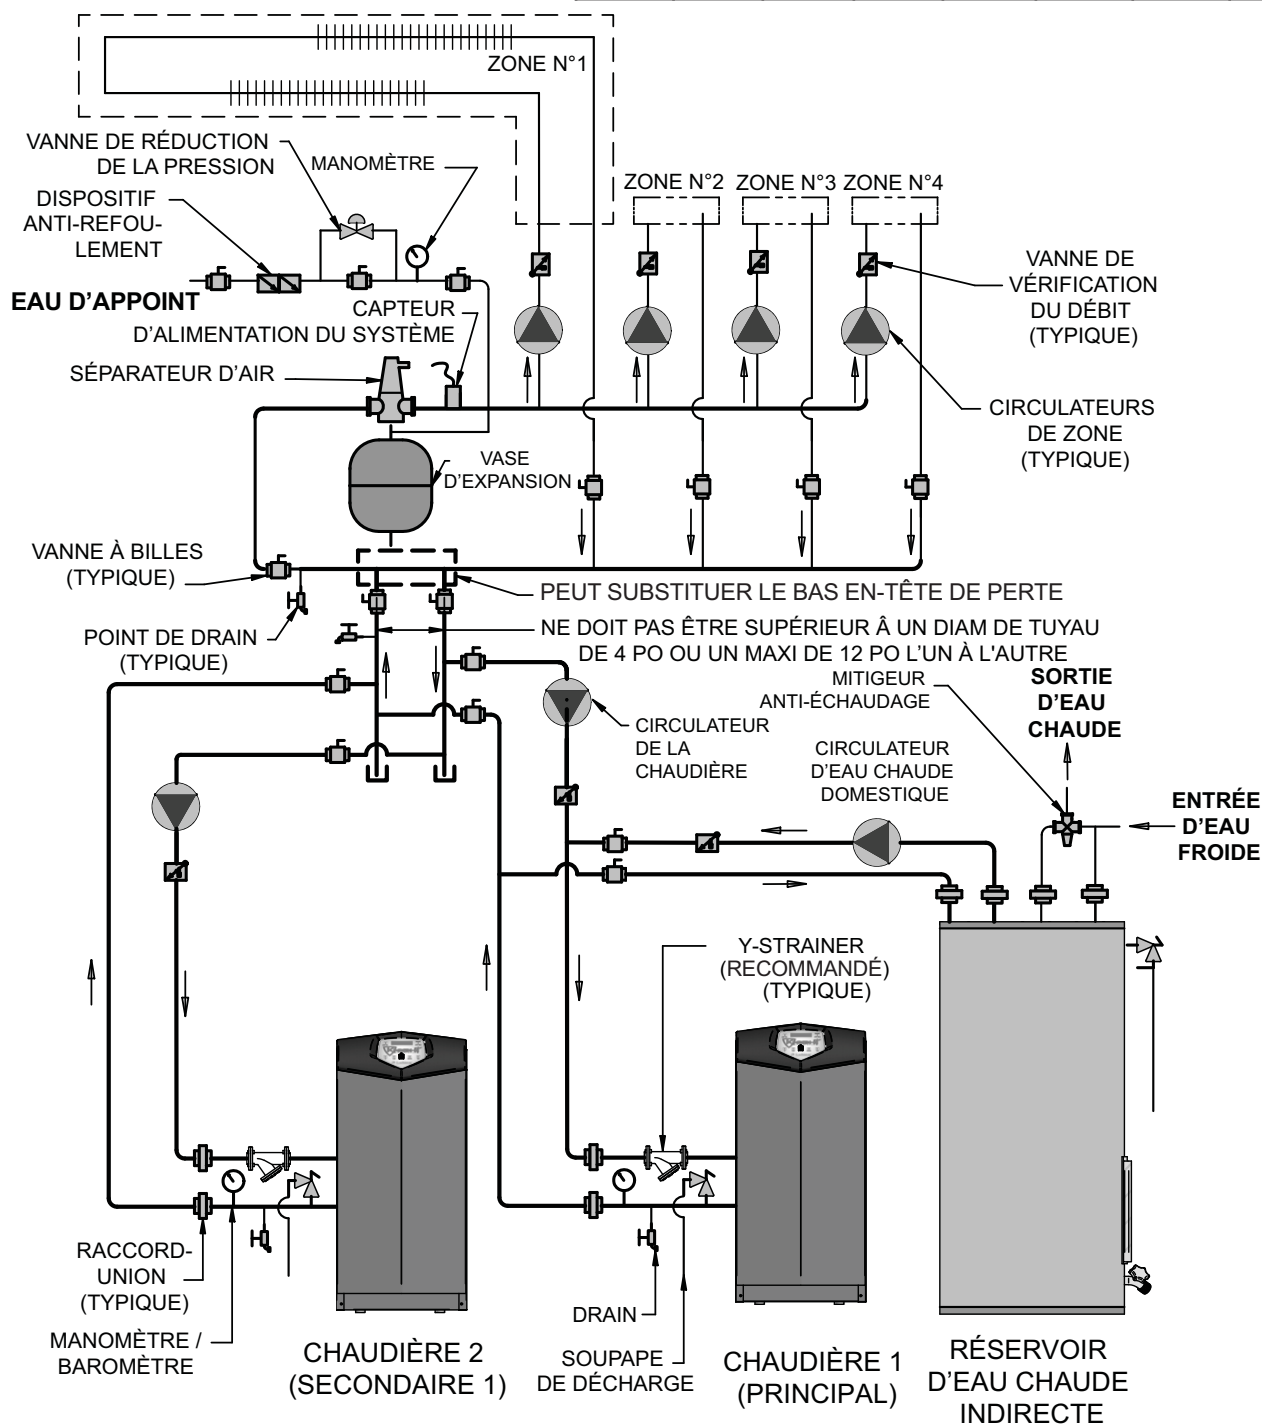 ZONE N°1
VANNE DE RÉDUCTION
DE LA PRESSION
MANOMÈTRE
DISPOSITIF
ANTI-REFOU-
LEMENT
ZONE N°2
ZONE N°3
ZONE N°4
VANNE DE
VÉRIFICATION
DU DÉBIT
(TYPIQUE)
EAU D'APPOINT
CAPTEUR
D'ALIMENTATION DU SYSTÈME
SÉPARATEUR D'AIR
CIRCULATEURS
DE ZONE
(TYPIQUE)
VASE
D'EXPANSION
VANNE À BILLES
(TYPIQUE)
PEUT SUBSTITUER LE BAS EN-TÊTE DE PERTE
POINT DE DRAIN
(TYPIQUE)
NE DOIT PAS ÊTRE SUPÉRIEUR Â UN DIAM DE TUYAU
DE 4 PO OU UN MAXI DE 12 PO L'UN À L'AUTRE
MITIGEUR
ANTI-ÉCHAUDAGE
SORTIE
D'EAU
CHAUDE
CIRCULATEUR
DE LA
CHAUDIÈRE
CIRCULATEUR
D'EAU CHAUDE
DOMESTIQUE
ENTRÉE
D'EAU
FROIDE
Y-STRAINER
(RECOMMANDÉ)
(TYPIQUE)
RACCORD-
UNION
(TYPIQUE)
MANOMÈTRE /
BAROMÈTRE
DRAIN
SOUPAPE
DE DÉCHARGE
CHAUDIÈRE 2
(SECONDAIRE 1)
CHAUDIÈRE 1
(PRINCIPAL)
RÉSERVOIR
D'EAU CHAUDE
INDIRECTE